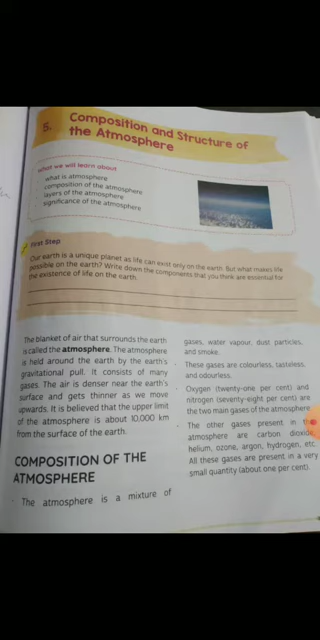 5.
Composition and Structure of
the Atmosphere
What we will learn about
what is atmosphere
composition of the atmosphere
layers of the atmosphere
significance of the atmosphere
First Step
Our earth is a unique planet as life can exist only on the earth. But what makes life
possible on the earth? Write down the components that you think are essential for
the existence of life on the earth.
The blanket of air that surrounds the earth
is called the atmosphere. The atmosphere
is held around the earth by the earth's
gravitational pull. It consists of many
gases. The air is denser near the earth's
surface and gets thinner as we move
upwards. It is believed that the upper limit
of the atmosphere is about 10,000 km
from the surface of the earth.
COMPOSITION OF THE
ATMOSPHERE
· The atmosphere is a mixture of
gases, water vapour, dust particles,
and smoke.
· These gases are colourless, tasteless,
and odourless.
· Oxygen (twenty-one per cent) and
nitrogen (seventy-eight per cent) are
the two main gases of the atmosphere
· The other gases present in the
atmosphere are carbon dioxide,
helium, ozone, argon, hydrogen, etc.
All these gases are present in a very
small quantity (about one per cent).